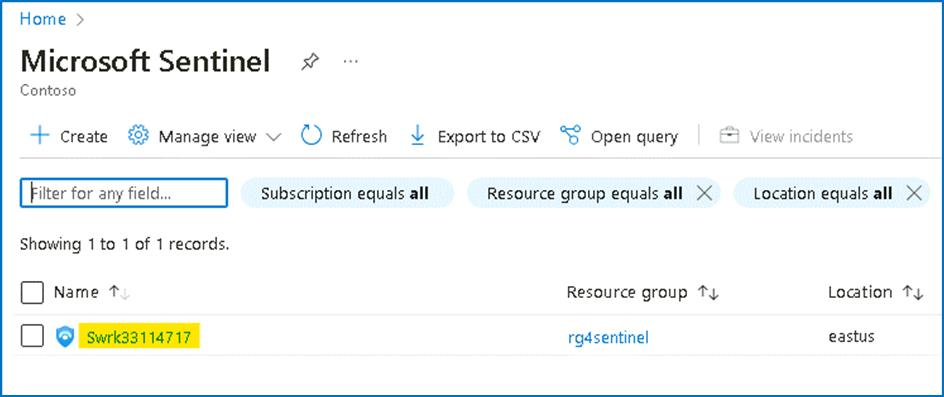 Home >
Microsoft Sentinel ...
Contoso
+ Create Manage view Refresh Export to CSV Open query View incidents
Filter for any field... Subscription equals all Resource group equals all Location equals all
Showing 1 to 1 of 1 records.
Name Resource group Location
Swrk33114717 rg4sentinel eastus